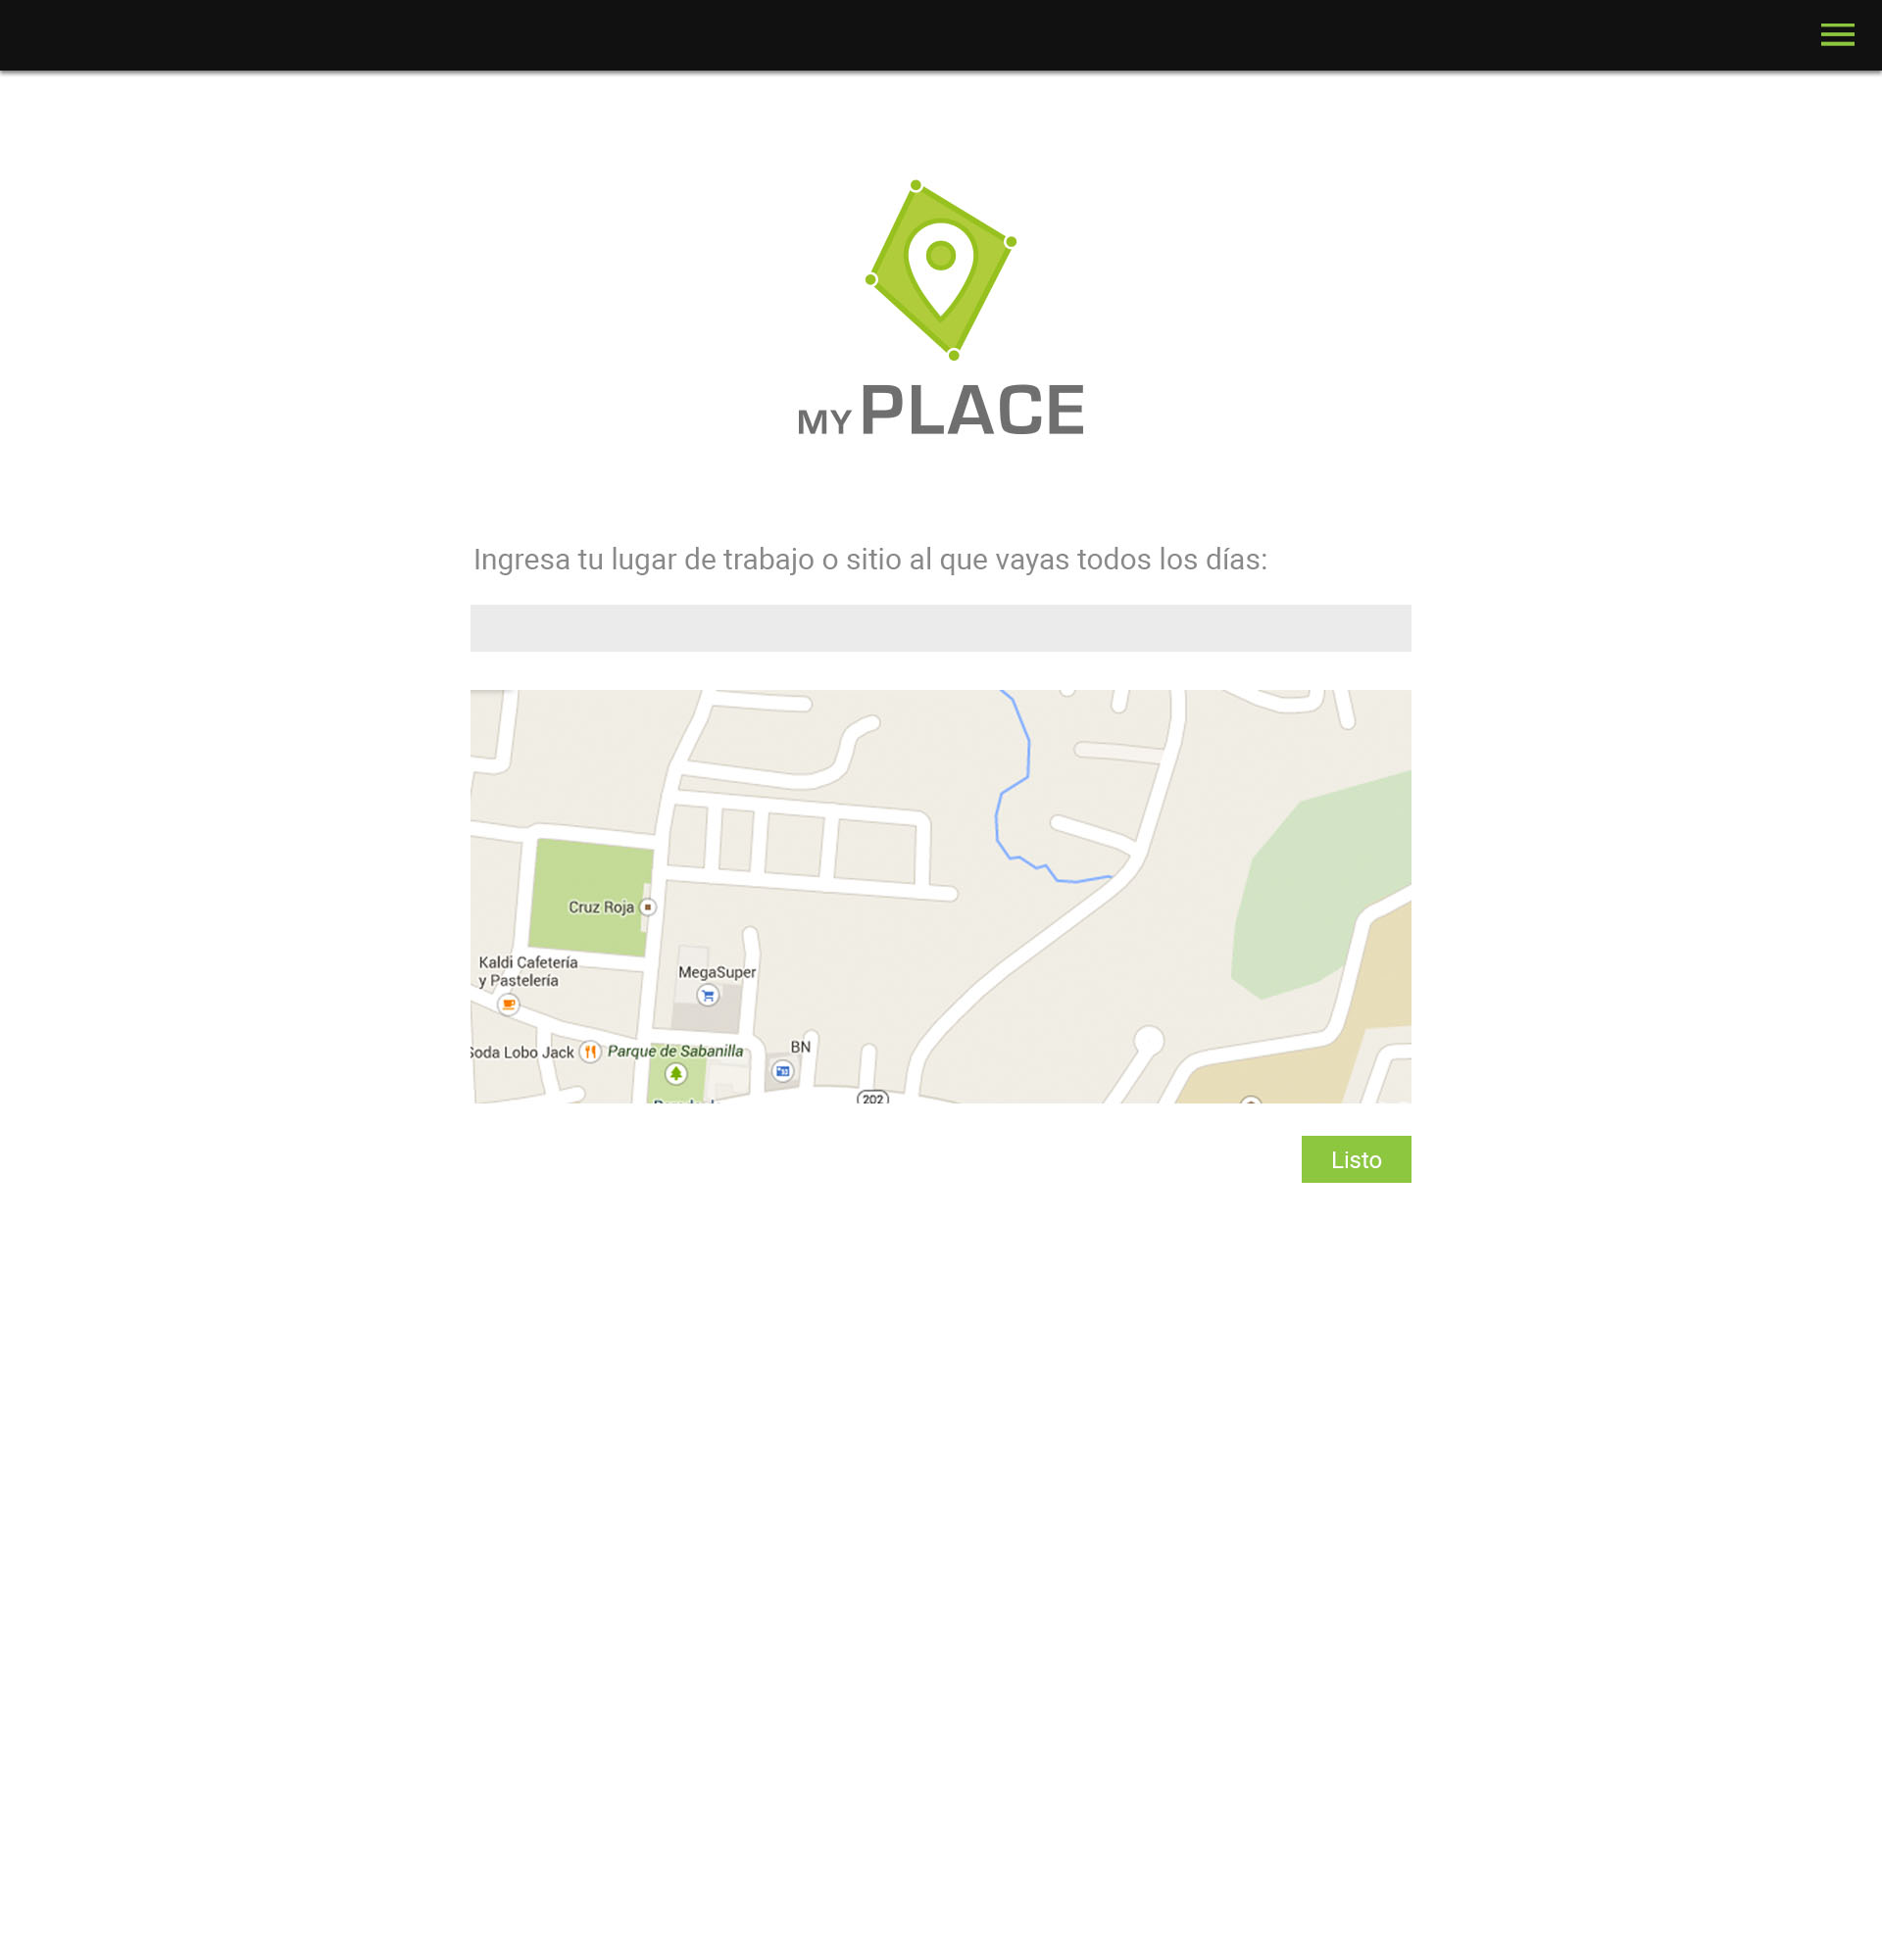 MY PLACE
Ingresa tu lugar de trabajo o sitio al que vayas todos los días:
Cruz Roja
Kaldi Cafetería
y Pastelería
MegaSuper
Soda Lobo Jack
Parque de Sabanilla
BN
202
Listo